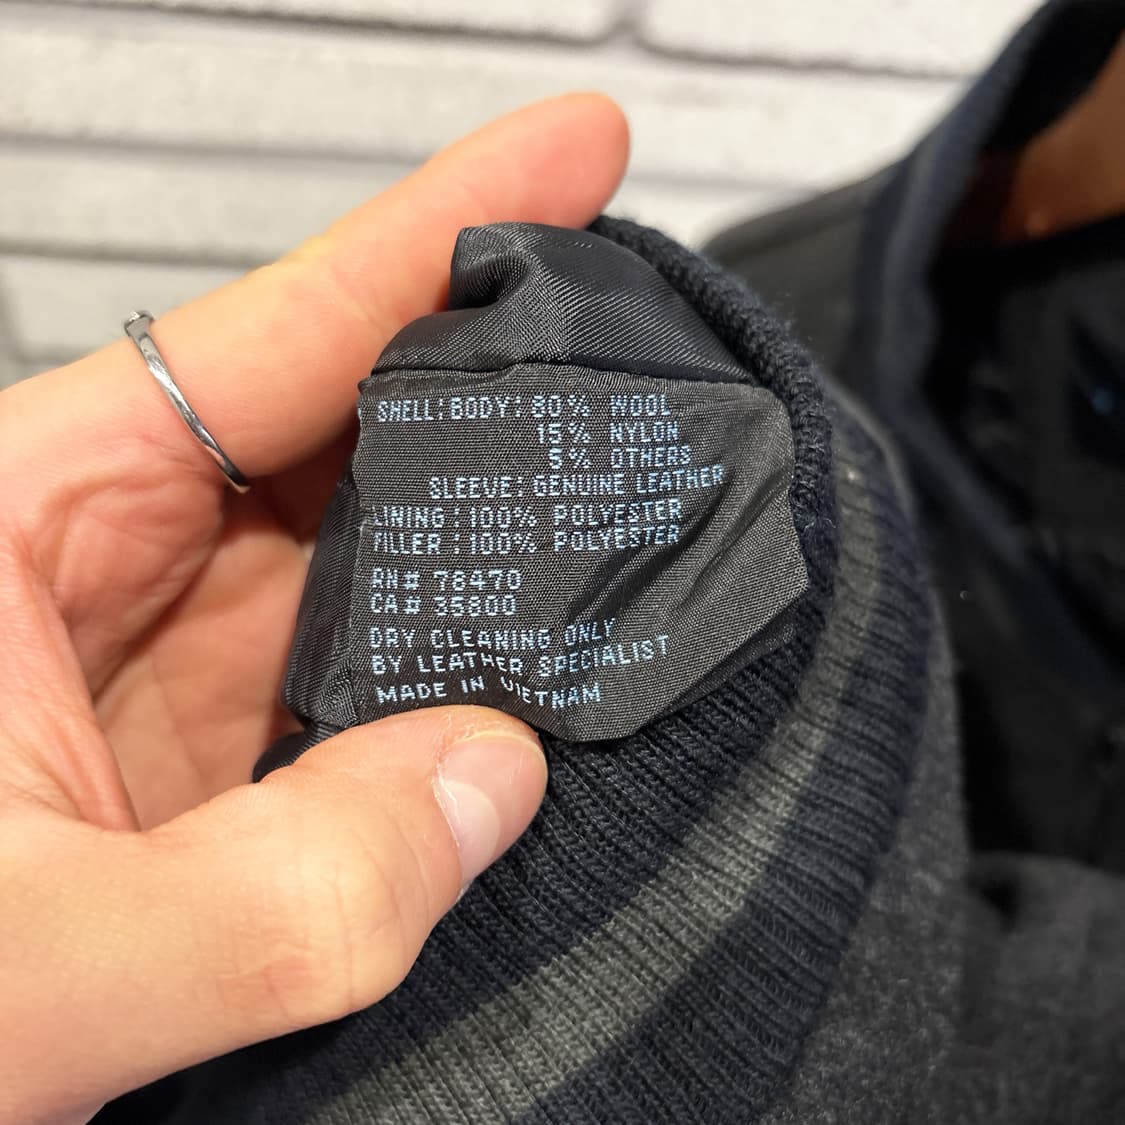 SHELL:BODY: 80% WOOL
15% NYLON
5% OTHERS
SLEEVE: GENUINE LEATHER
LINING :100% POLYESTER
FILLER :100% POLYESTER
RN# 78470
CA# 35800
DRY CLEANING ONLY
BY LEATHER SPECIALIST
MADE IN VIETNAM